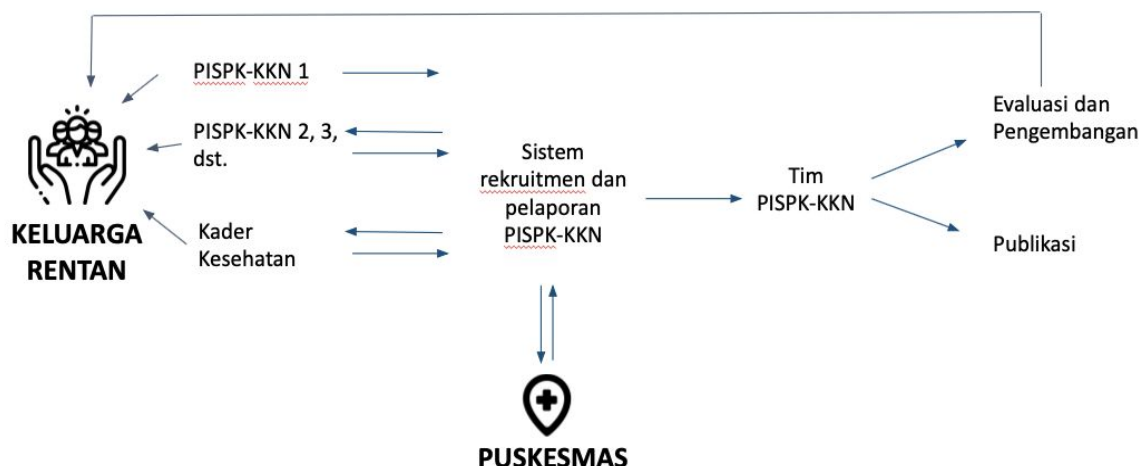 PISPK-KKN 1
PISPK-KKN 2, 3,
dst.
Kader
Kesehatan
KELUARGA
RENTAN
Sistem
rekruitmen dan
pelaporan
PISPK-KKN
Tim
PISPK-KKN
Evaluasi dan
Pengembangan
Publikasi
PUSKESMAS